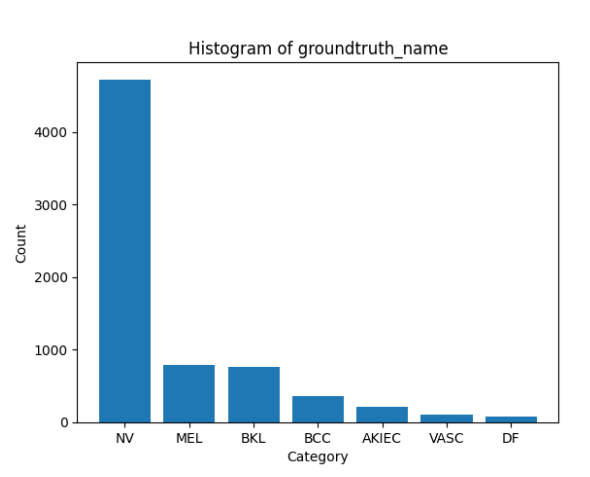 Histogram of groundtruth_name
Count
4000
3000
2000
1000
0
NV MEL BKL BCC AKIEC VASC DF
Category